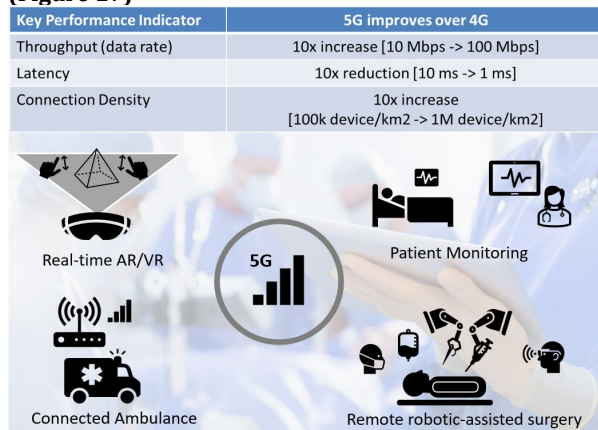 Key Performance Indicator 5G improves over 4G
Throughput (data rate) 10x increase [10 Mbps -> 100 Mbps]
Latency 10x reduction [10 ms -> 1 ms]
Connection Density 10x increase
[100k device/km2 -> 1M device/km2]
Real-time AR/VR
5G
Patient Monitoring
Connected Ambulance
Remote robotic-assisted surgery